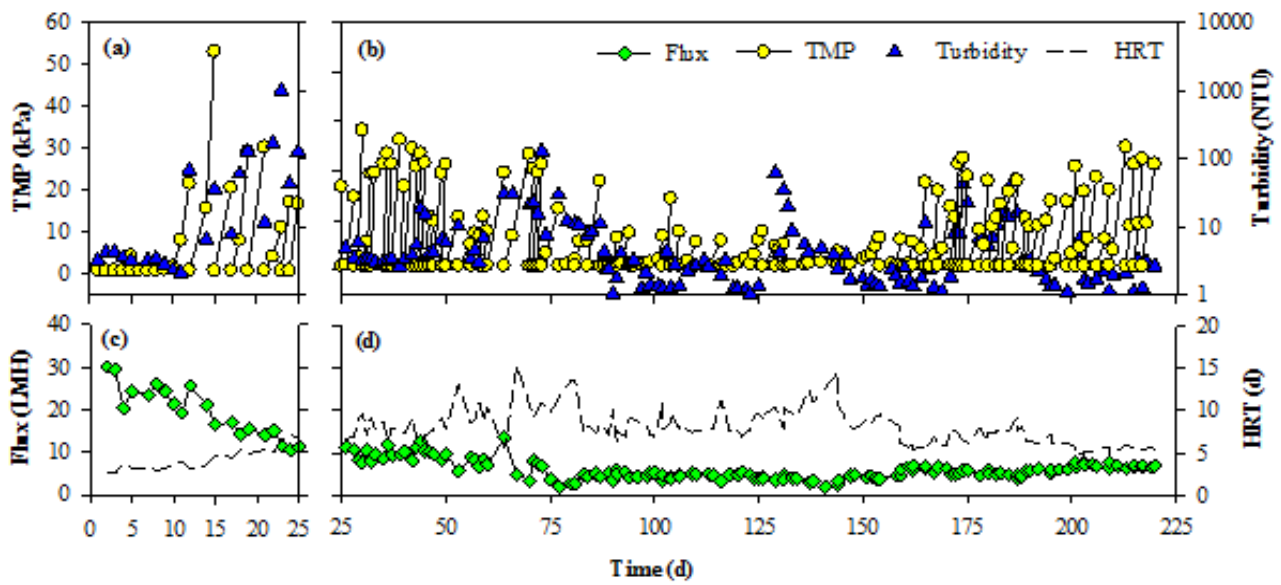 (a)
(b)
Flux
TMP
Turbidity
HRT
TMP (kPa)
60
50
40
30
20
10
0
Turbidity (NTU)
10000
1000
100
10
1
(c)
(d)
Flux (LMH)
40
30
20
10
0
HRT (d)
20
15
10
5
0
0 5 10 15 20 25
25 50 75 100 125 150 175 200 225
Time (d)